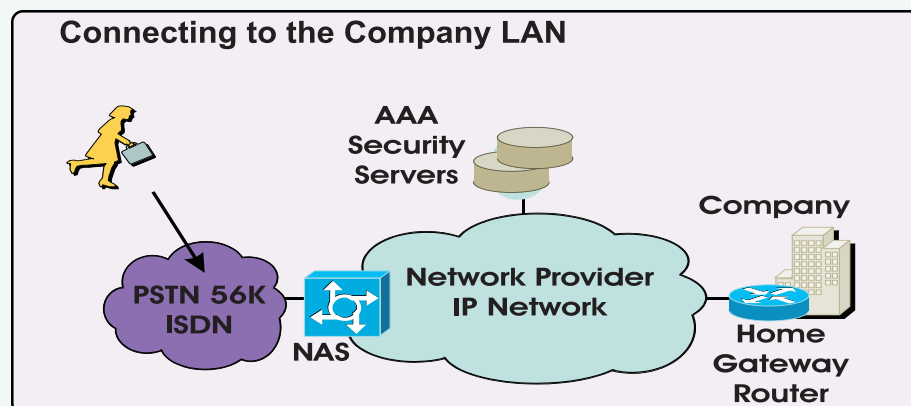 Connecting to the Company LAN
AAA
Security
Servers
Company
PSTN 56K
ISDN
NAS
Network Provider
IP Network
Home
Gateway
Router